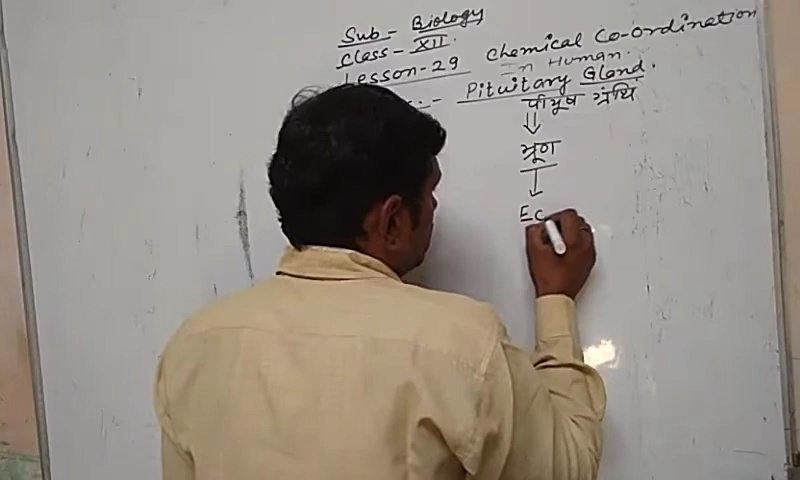 Sub- Biology
Class- XII.
Lesson-29 Chemical Co-ordination
In Human.
:- Pituitary Gland.
पीयूष ग्रंथि
भ्रूण
Ec